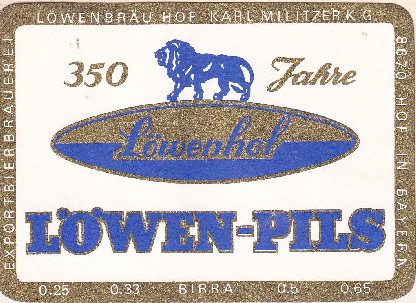 LÖWENBRÄU HOF KARL MILITZER K.G.
350 Jahre
Löwenhof
LÖWEN-PILS
EXPORTBIERBRAUEREI
8670 HOF IN BAYERN
0.25 0.33 BIRRA 0.5 0.65